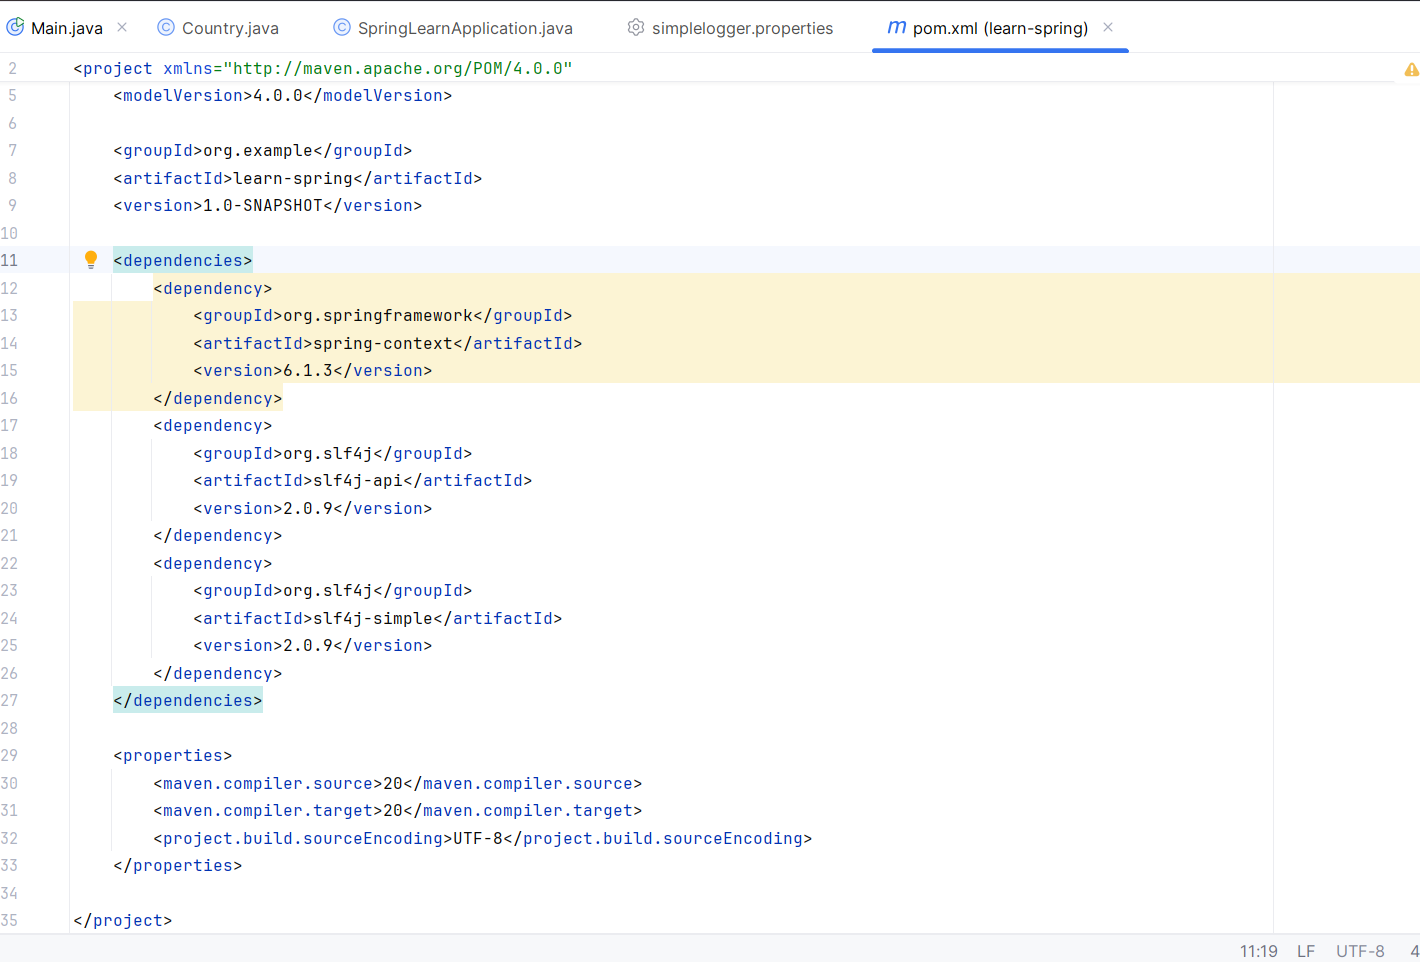 Main.java Country.java SpringLearnApplication.java simplelogger.properties m pom.xml (learn-spring)
2 <project xmlns="http://maven.apache.org/POM/4.0.0"
5 <modelVersion>4.0.0</modelVersion>
6
7 <groupId>org.example</groupId>
8 <artifactId>learn-spring</artifactId>
9 <version>1.0-SNAPSHOT</version>
10
11 <dependencies>
12 <dependency>
13 <groupId>org.springframework</groupId>
14 <artifactId>spring-context</artifactId>
15 <version>6.1.3</version>
16 </dependency>
17 <dependency>
18 <groupId>org.slf4j</groupId>
19 <artifactId>slf4j-api</artifactId>
20 <version>2.0.9</version>
21 </dependency>
22 <dependency>
23 <groupId>org.slf4j</groupId>
24 <artifactId>slf4j-simple</artifactId>
25 <version>2.0.9</version>
26 </dependency>
27 </dependencies>
28
29 <properties>
30 <maven.compiler.source>20</maven.compiler.source>
31 <maven.compiler.target>20</maven.compiler.target>
32 <project.build.sourceEncoding>UTF-8</project.build.sourceEncoding>
33 </properties>
34
35 </project>
11:19 LF UTF-8 4